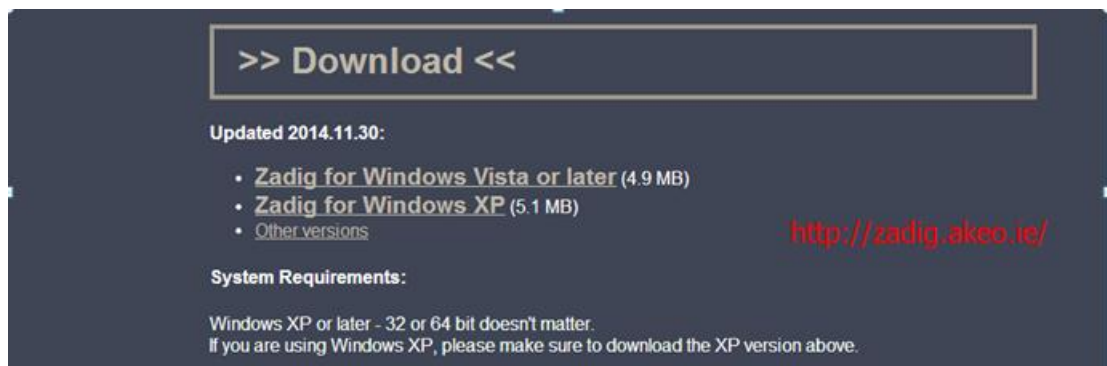 >> Download <<
Updated 2014.11.30:
Zadig for Windows Vista or later (4.9 MB)
Zadig for Windows XP (5.1 MB)
Other versions
http://zadig.akeo.ie/
System Requirements:
Windows XP or later - 32 or 64 bit doesn't matter.
If you are using Windows XP, please make sure to download the XP version above.